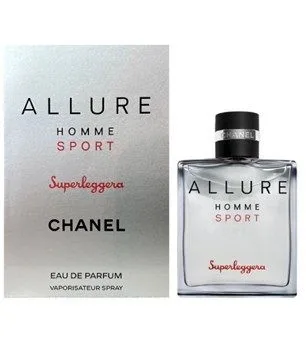 ALLURE
HOMME
SPORT
Superleggera
CHANEL
EAU DE PARFUM
VAPORISATEUR SPRAY
CHANEL
ALLURE
HOMME
SPORT
Superleggera